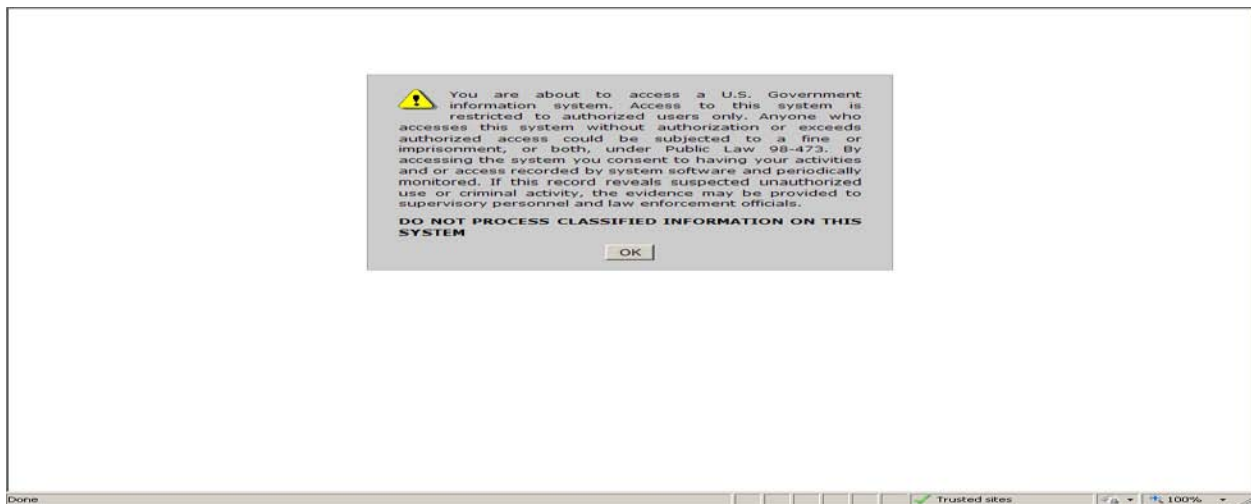 You are about to access a U.S. Government
information system. Access to this system is
restricted to authorized users only. Anyone who
accesses this system without authorization or exceeds
authorized access could be subjected to a fine or
imprisonment, or both, under Public Law 98-473. By
accessing the system you consent to having your activities
and or access recorded by system software and periodically
monitored. If this record reveals suspected unauthorized
use or criminal activity, the evidence may be provided to
supervisory personnel and law enforcement officials.
DO NOT PROCESS CLASSIFIED INFORMATION ON THIS
SYSTEM
OK
Done
Trusted sites
100%